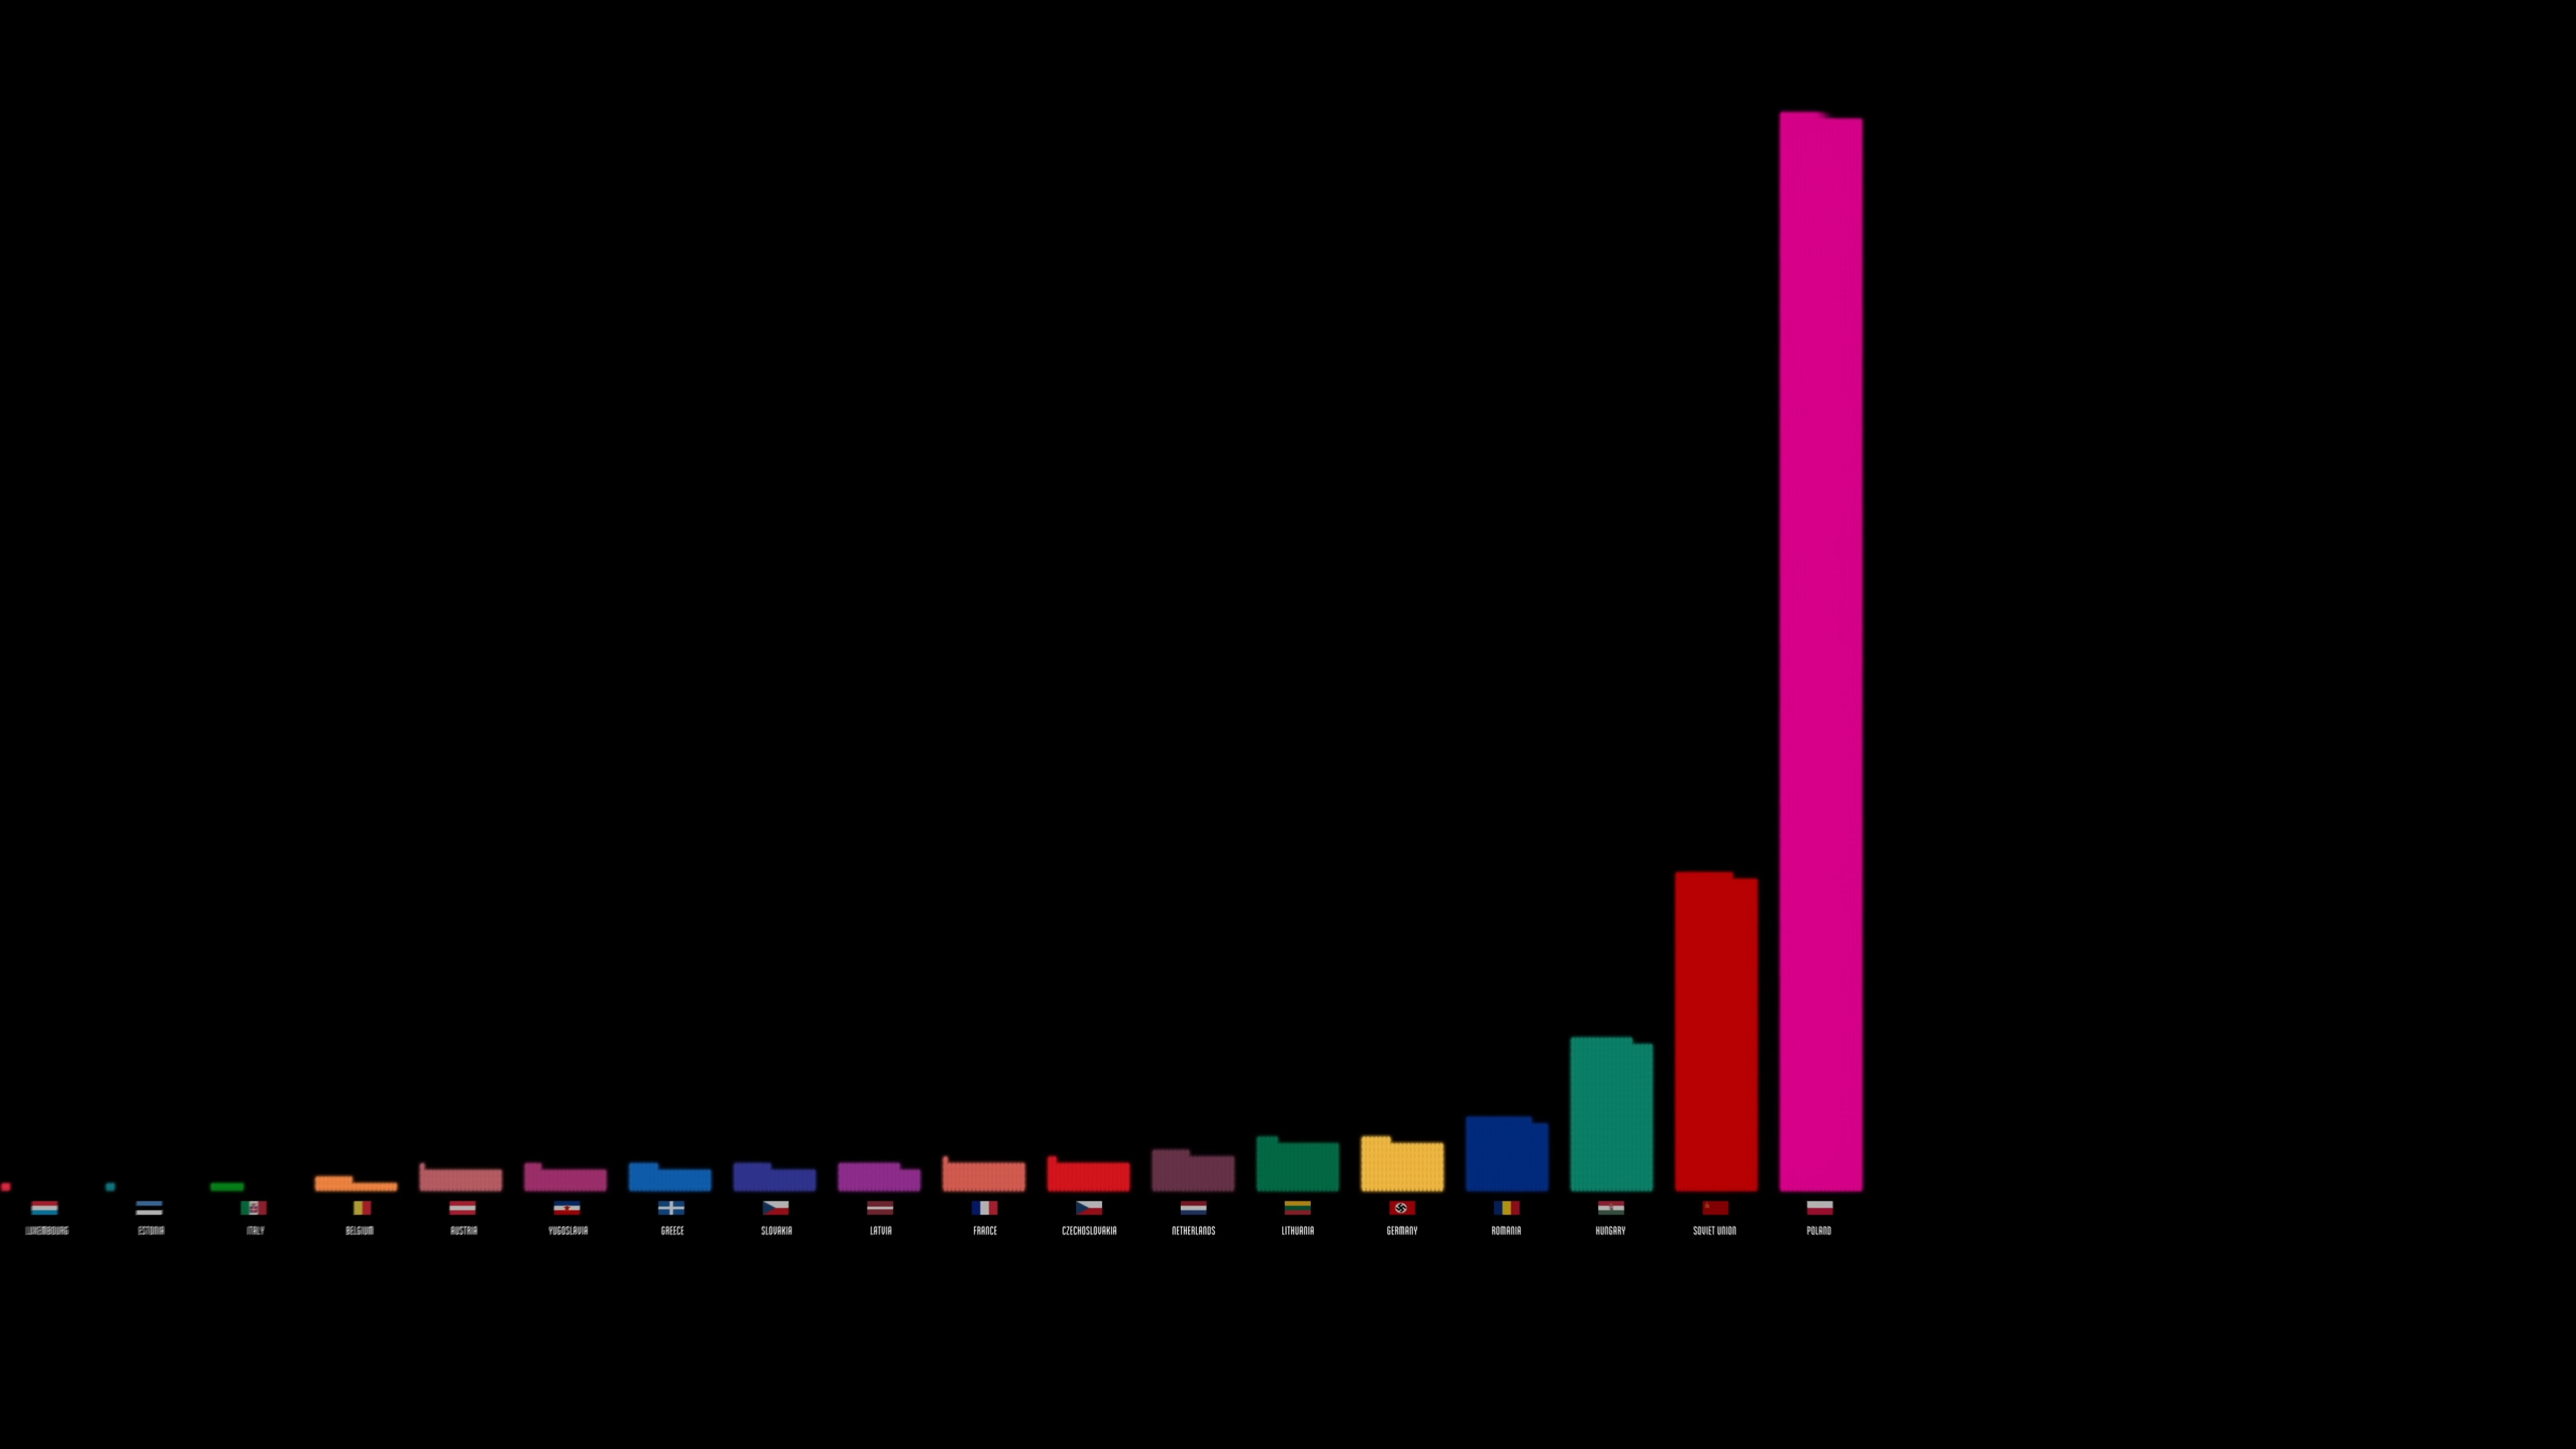 LUXEMBOURG
ESTONIA
ITALY
BELGIUM
AUSTRIA
YUGOSLAVIA
GREECE
SLOVAKIA
LATVIA
FRANCE
CZECHOSLOVAKIA
NETHERLANDS
LITHUANIA
GERMANY
ROMANIA
HUNGARY
SOVIET UNION
POLAND